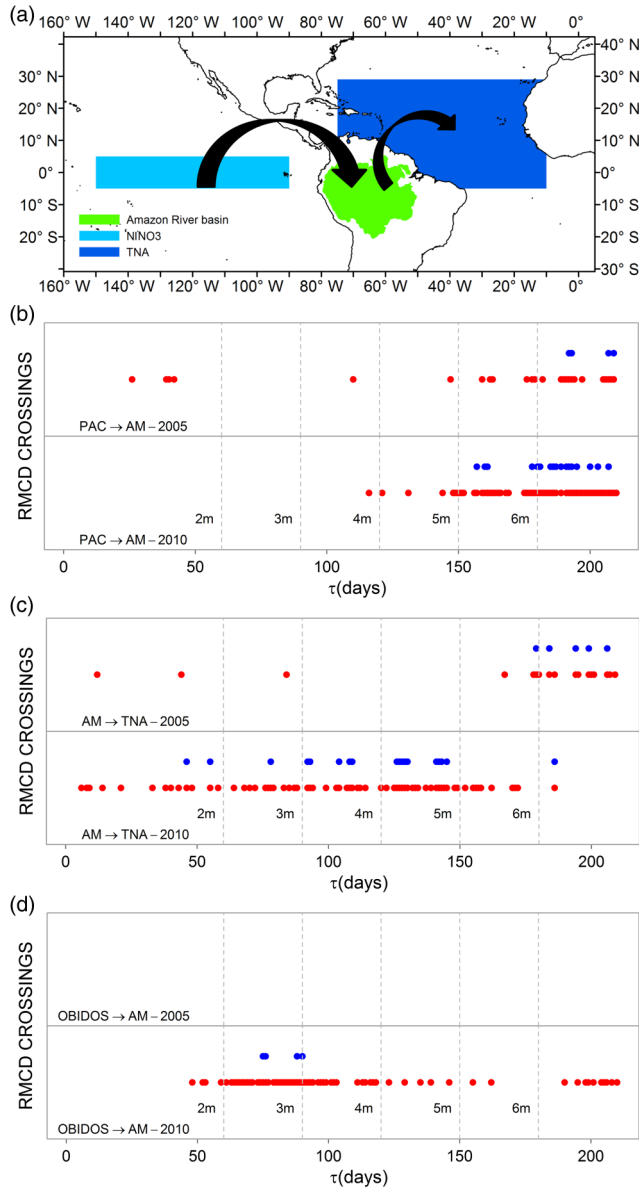 (a)
160° W 140° W 120° W 100° W 80° W 60° W 40° W 20° W 0°
40° N 40° N
30° N 30° N
20° N 20° N
10° N 10° N
0° 0°
10° S 10° S
20° S 20° S
30° S
Amazon River basin
NINO3
TNA
160° W 140° W 120° W 100° W 80° W 60° W 40° W 20° W 0°
(b)
RMCD CROSSINGS
PAC → AM – 2005
2m 3m 4m 5m 6m
PAC → AM – 2010
0 50 100 150 200
τ(days)
(c)
RMCD CROSSINGS
AM → TNA – 2005
2m 3m 4m 5m 6m
AM → TNA – 2010
0 50 100 150 200
τ(days)
(d)
RMCD CROSSINGS
OBIDOS → AM – 2005
2m 3m 4m 5m 6m
OBIDOS → AM – 2010
0 50 100 150 200
τ(days)